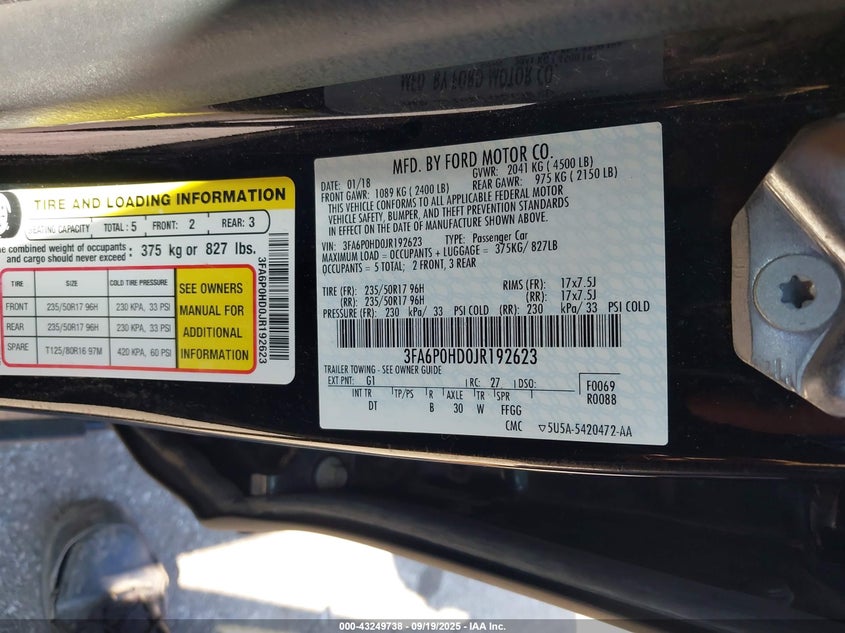 MFD. BY FORD MOTOR CO.
TIRE AND LOADING INFORMATION
SEATING CAPACITY TOTAL: 5 FRONT: 2 REAR: 3
he combined weight of occupants and cargo should never exceed: 375 kg or 827 lbs.
TIRE SIZE COLD TIRE PRESSURE
FRONT 235/50R17 96H 230 KPA, 33 PSI
REAR 235/50R17 96H 230 KPA, 33 PSI
SPARE T125/80R16 97M 420 KPA, 60 PSI
SEE OWNERS
MANUAL FOR
ADDITIONAL
INFORMATION
3FA6P0HD0JR192623
MFD. BY FORD MOTOR CO.
DATE: 01/18 GVWR: 2041 KG ( 4500 LB)
FRONT GAWR: 1089 KG ( 2400 LB) REAR GAWR: 975 KG ( 2150 LB)
THIS VEHICLE CONFORMS TO ALL APPLICABLE FEDERAL MOTOR
VEHICLE SAFETY, BUMPER, AND THEFT PREVENTION STANDARDS
IN EFFECT ON THE DATE OF MANUFACTURE SHOWN ABOVE.
VIN: 3FA6P0HD0JR192623 TYPE: Passenger Car
MAXIMUM LOAD = OCCUPANTS + LUGGAGE = 375KG/ 827LB
OCCUPANTS = 5 TOTAL; 2 FRONT, 3 REAR
TIRE (FR): 235/50R17 96H RIMS (FR): 17x7.5J
(RR): 235/50R17 96H (RR): 17x7.5J
PRESSURE (FR): 230 kPa/ 33 PSI COLD (RR): 230 kPa/ 33 PSI COLD
3FA6P0HD0JR192623
TRAILER TOWING - SEE OWNER GUIDE
EXT PNT: G1 RC: 27 DSO: F0069
R0088
INT TR TP/PS R AXLE TR SPR
DT B 30 W FFGG
CMC ▽5U5A-5420472-AA
000-43249738 - 09/19/2025 - IAA Inc.